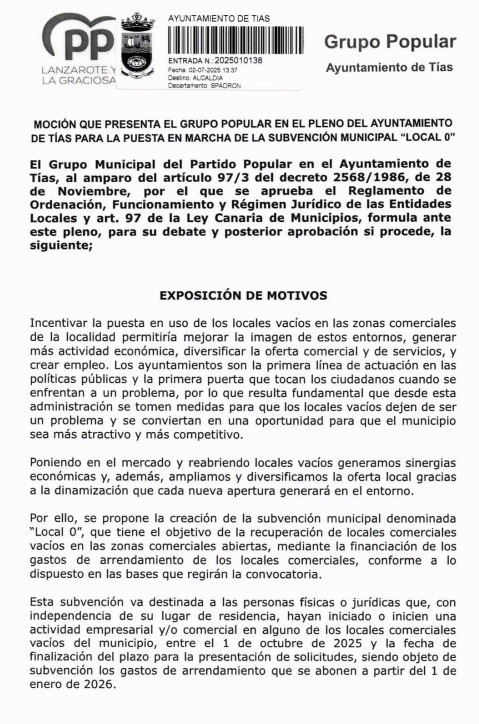 AYUNTAMIENTO DE TIAS
pp
LANZAROTE Y
LA GRACIOSA
ENTRADA N.: 2025010138
Fecha: 02-07-2025 13:37
Destino: ALCALDIA
Departamento: SPADRON
Grupo Popular
Ayuntamiento de Tías
MOCIÓN QUE PRESENTA EL GRUPO POPULAR EN EL PLENO DEL AYUNTAMIENTO
DE TÍAS PARA LA PUESTA EN MARCHA DE LA SUBVENCIÓN MUNICIPAL “LOCAL 0”
El Grupo Municipal del Partido Popular en el Ayuntamiento de
Tías, al amparo del artículo 97/3 del decreto 2568/1986, de 28
de Noviembre, por el que se aprueba el Reglamento de
Ordenación, Funcionamiento y Régimen Jurídico de las Entidades
Locales y art. 97 de la Ley Canaria de Municipios, formula ante
este pleno, para su debate y posterior aprobación si procede, la
siguiente;
EXPOSICIÓN DE MOTIVOS
Incentivar la puesta en uso de los locales vacíos en las zonas comerciales
de la localidad permitiría mejorar la imagen de estos entornos, generar
más actividad económica, diversificar la oferta comercial y de servicios, y
crear empleo. Los ayuntamientos son la primera línea de actuación en las
políticas públicas y la primera puerta que tocan los ciudadanos cuando se
enfrentan a un problema, por lo que resulta fundamental que desde esta
administración se tomen medidas para que los locales vacíos dejen de ser
un problema y se conviertan en una oportunidad para que el municipio
sea más atractivo y más competitivo.
Poniendo en el mercado y reabriendo locales vacíos generamos sinergias
económicas y, además, ampliamos y diversificamos la oferta local gracias
a la dinamización que cada nueva apertura generará en el entorno.
Por ello, se propone la creación de la subvención municipal denominada
“Local 0”, que tiene el objetivo de la recuperación de locales comerciales
vacíos en las zonas comerciales abiertas, mediante la financiación de los
gastos de arrendamiento de los locales comerciales, conforme a lo
dispuesto en las bases que regirán la convocatoria.
Esta subvención va destinada a las personas físicas o jurídicas que, con
independencia de su lugar de residencia, hayan iniciado o inicien una
actividad empresarial y/o comercial en alguno de los locales comerciales
vacíos del municipio, entre el 1 de octubre de 2025 y la fecha de
finalización del plazo para la presentación de solicitudes, siendo objeto de
subvención los gastos de arrendamiento que se abonen a partir del 1 de
enero de 2026.